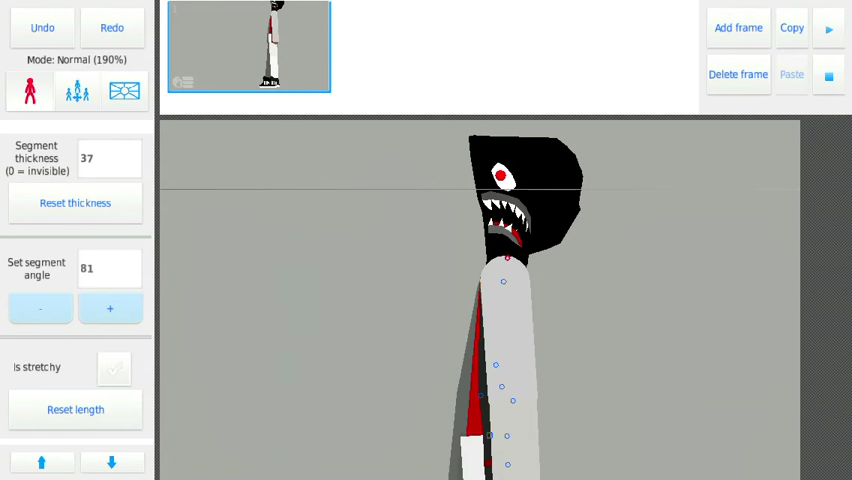 Undo
Redo
Mode: Normal (190%)
Segment
thickness
(0 = invisible)
37
Reset thickness
Set segment
angle
81
-
+
Is stretchy
Reset length
1
Add frame
Copy
Delete frame
Paste